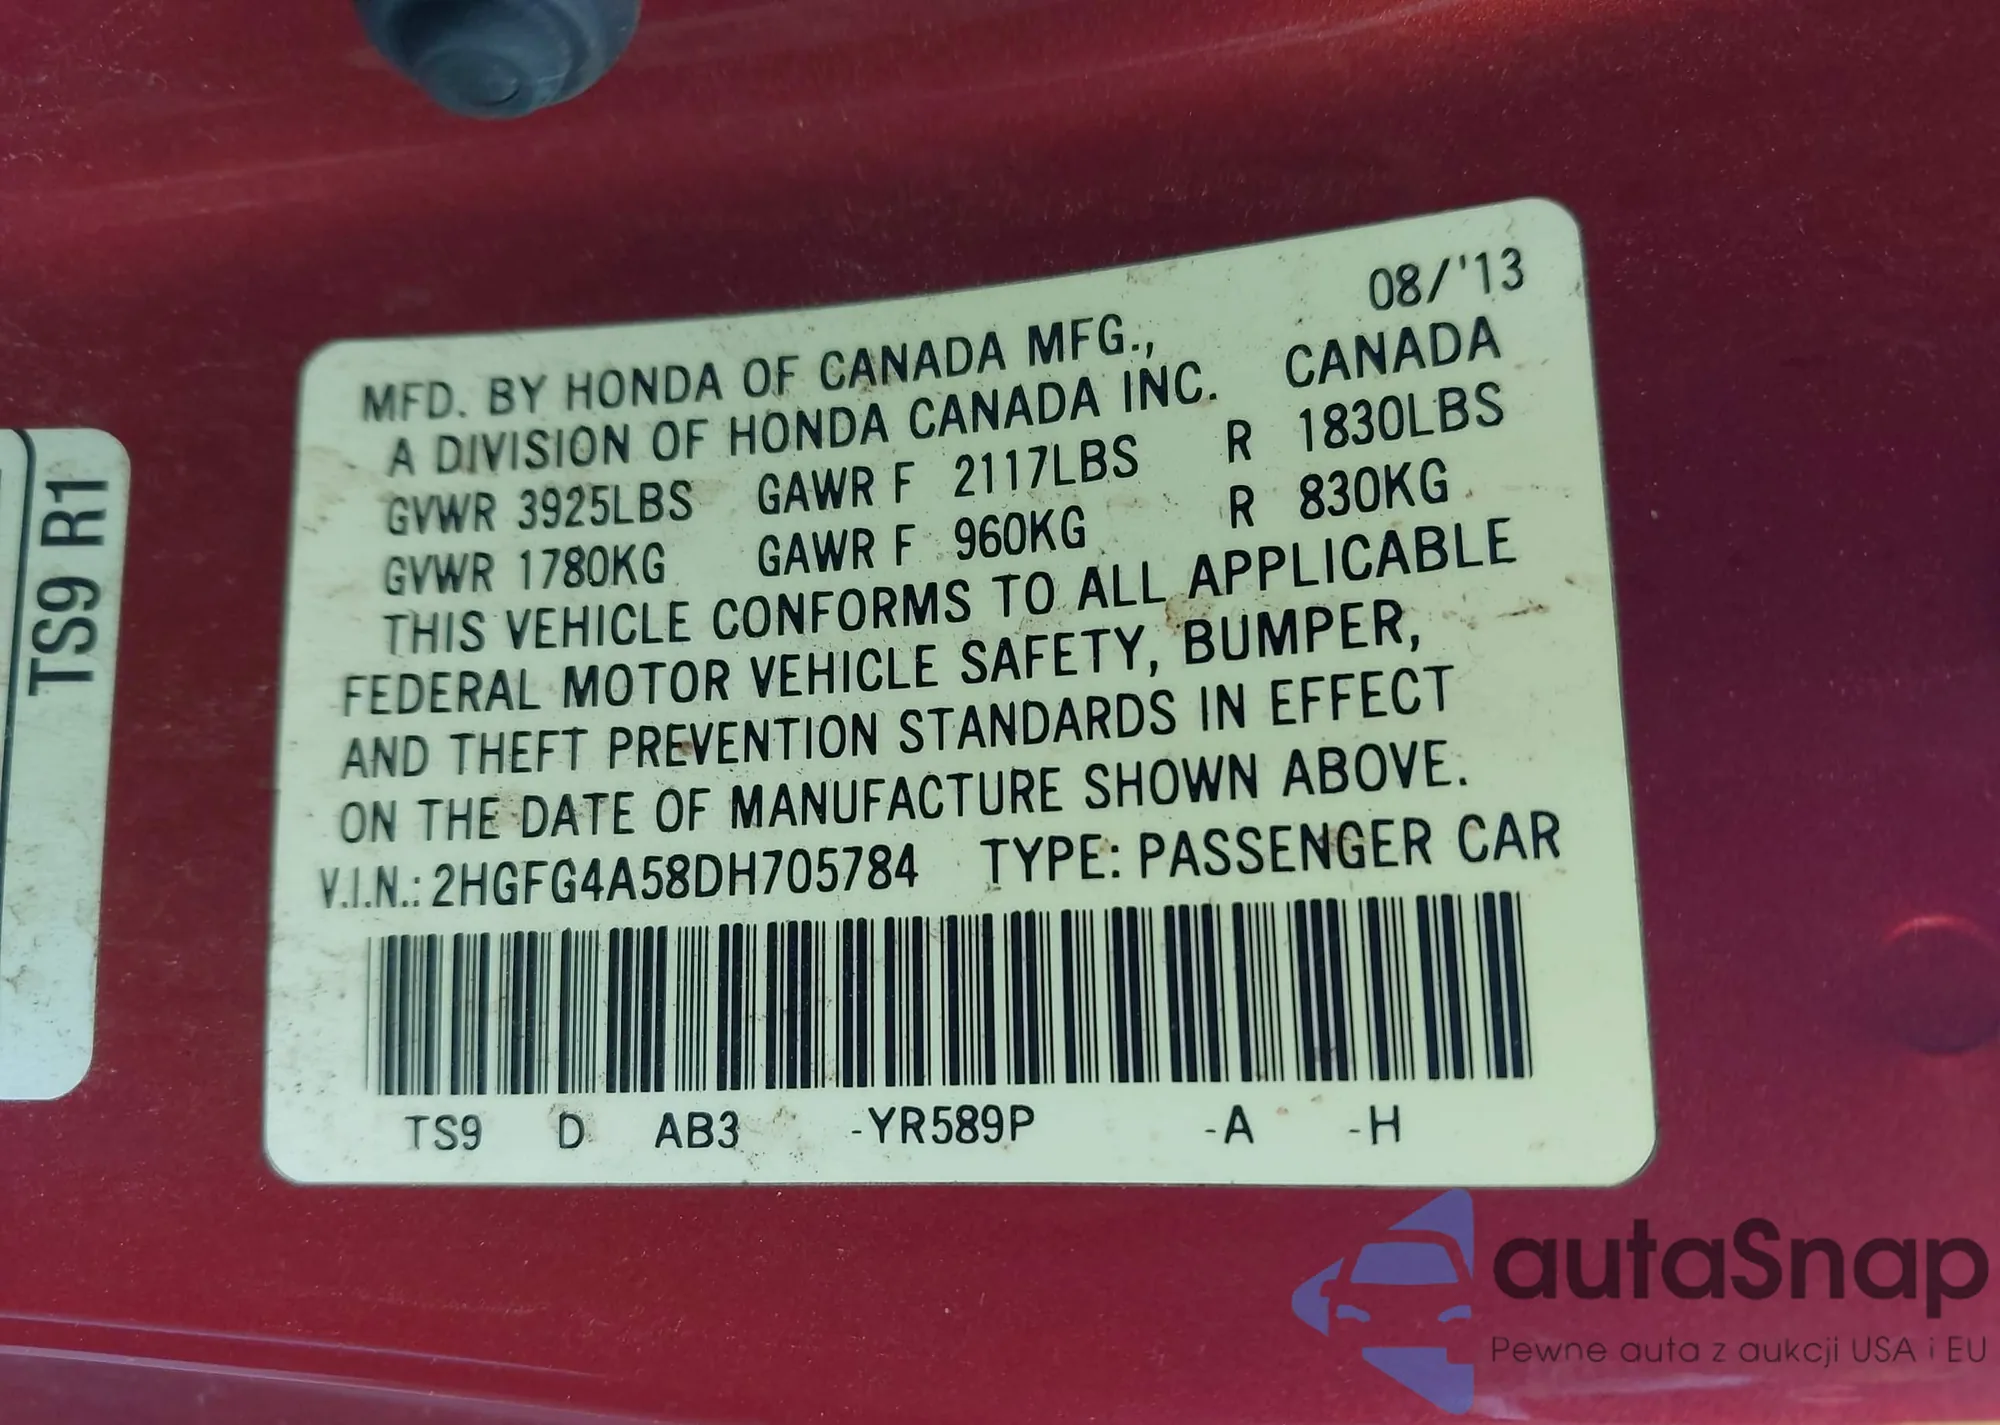 08/'13
MFD. BY HONDA OF CANADA MFG.,
A DIVISION OF HONDA CANADA INC. CANADA
GVWR 3925LBS GAWR F 2117LBS R 1830LBS
GVWR 1780KG GAWR F 960KG R 830KG
THIS VEHICLE CONFORMS TO ALL APPLICABLE
FEDERAL MOTOR VEHICLE SAFETY, BUMPER,
AND THEFT PREVENTION STANDARDS IN EFFECT
ON THE DATE OF MANUFACTURE SHOWN ABOVE.
V.I.N.: 2HGFG4A58DH705784 TYPE: PASSENGER CAR
TS9 D AB3 -YR589P -A -H
TS9 R1
autaSnap
Pewne auta z aukcji USA i EU